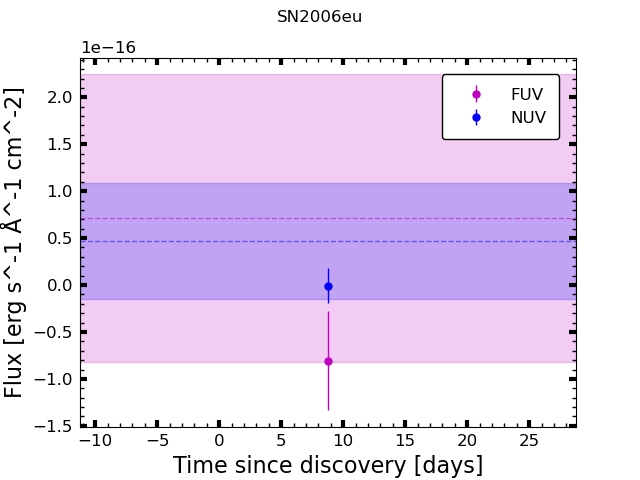 SN2006eu
1e−16
FUV
NUV
2.0
1.5
1.0
0.5
0.0
−0.5
−1.0
−1.5
Flux [erg s^-1 Å^-1 cm^-2]
−10 −5 0 5 10 15 20 25
Time since discovery [days]